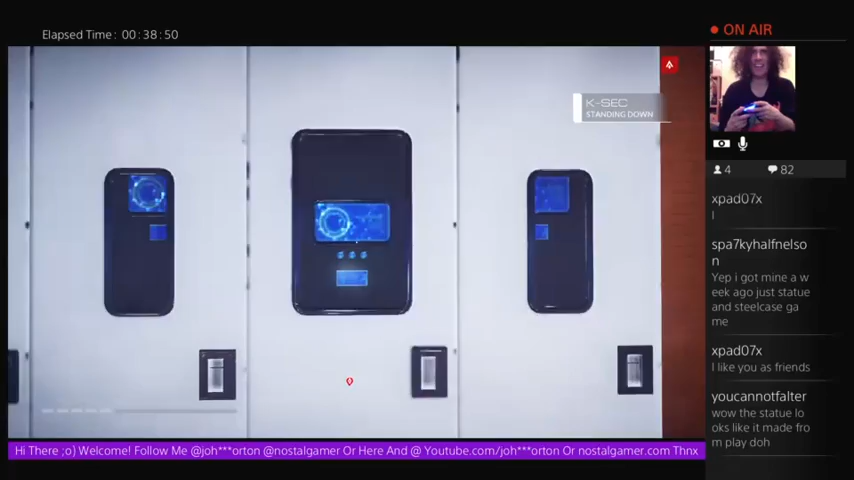 Elapsed Time: 00:38:50
ON AIR
K-SEC
STANDING DOWN
4
82
xpad07x
I
spa7kyhalfnelso
n
Yep i got mine a w
eek ago just statue
and steelcase ga
me
xpad07x
I like you as friends
youcannotfalter
wow the statue lo
oks like it made fro
m play doh
Hi There ;o) Welcome! Follow Me @joh***orton @nostalgamer Or Here And @ Youtube.com/joh***orton Or nostalgamer.com Thnx